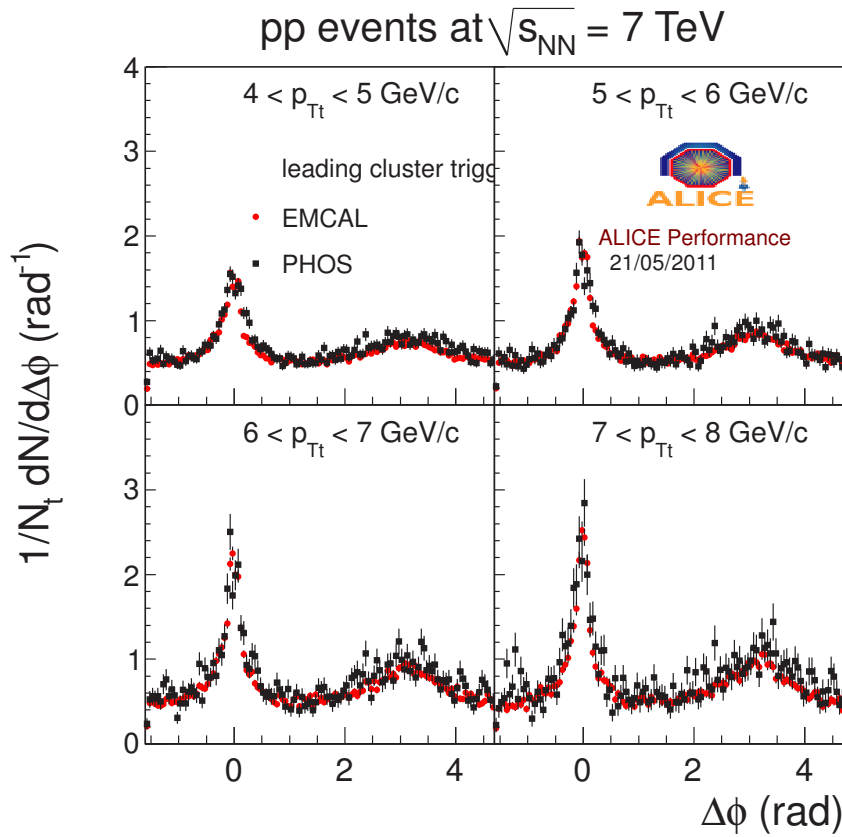 pp events at √s_NN = 7 TeV
4 < p_Tt < 5 GeV/c
5 < p_Tt < 6 GeV/c
leading cluster trigg
EMCAL
PHOS
ALICE
ALICE Performance
21/05/2011
6 < p_Tt < 7 GeV/c
7 < p_Tt < 8 GeV/c
4
3
2
1
0
3
2
1
0
0 2 4
0 2 4
1/N_t dN/dΔϕ (rad⁻¹)
Δϕ (rad)